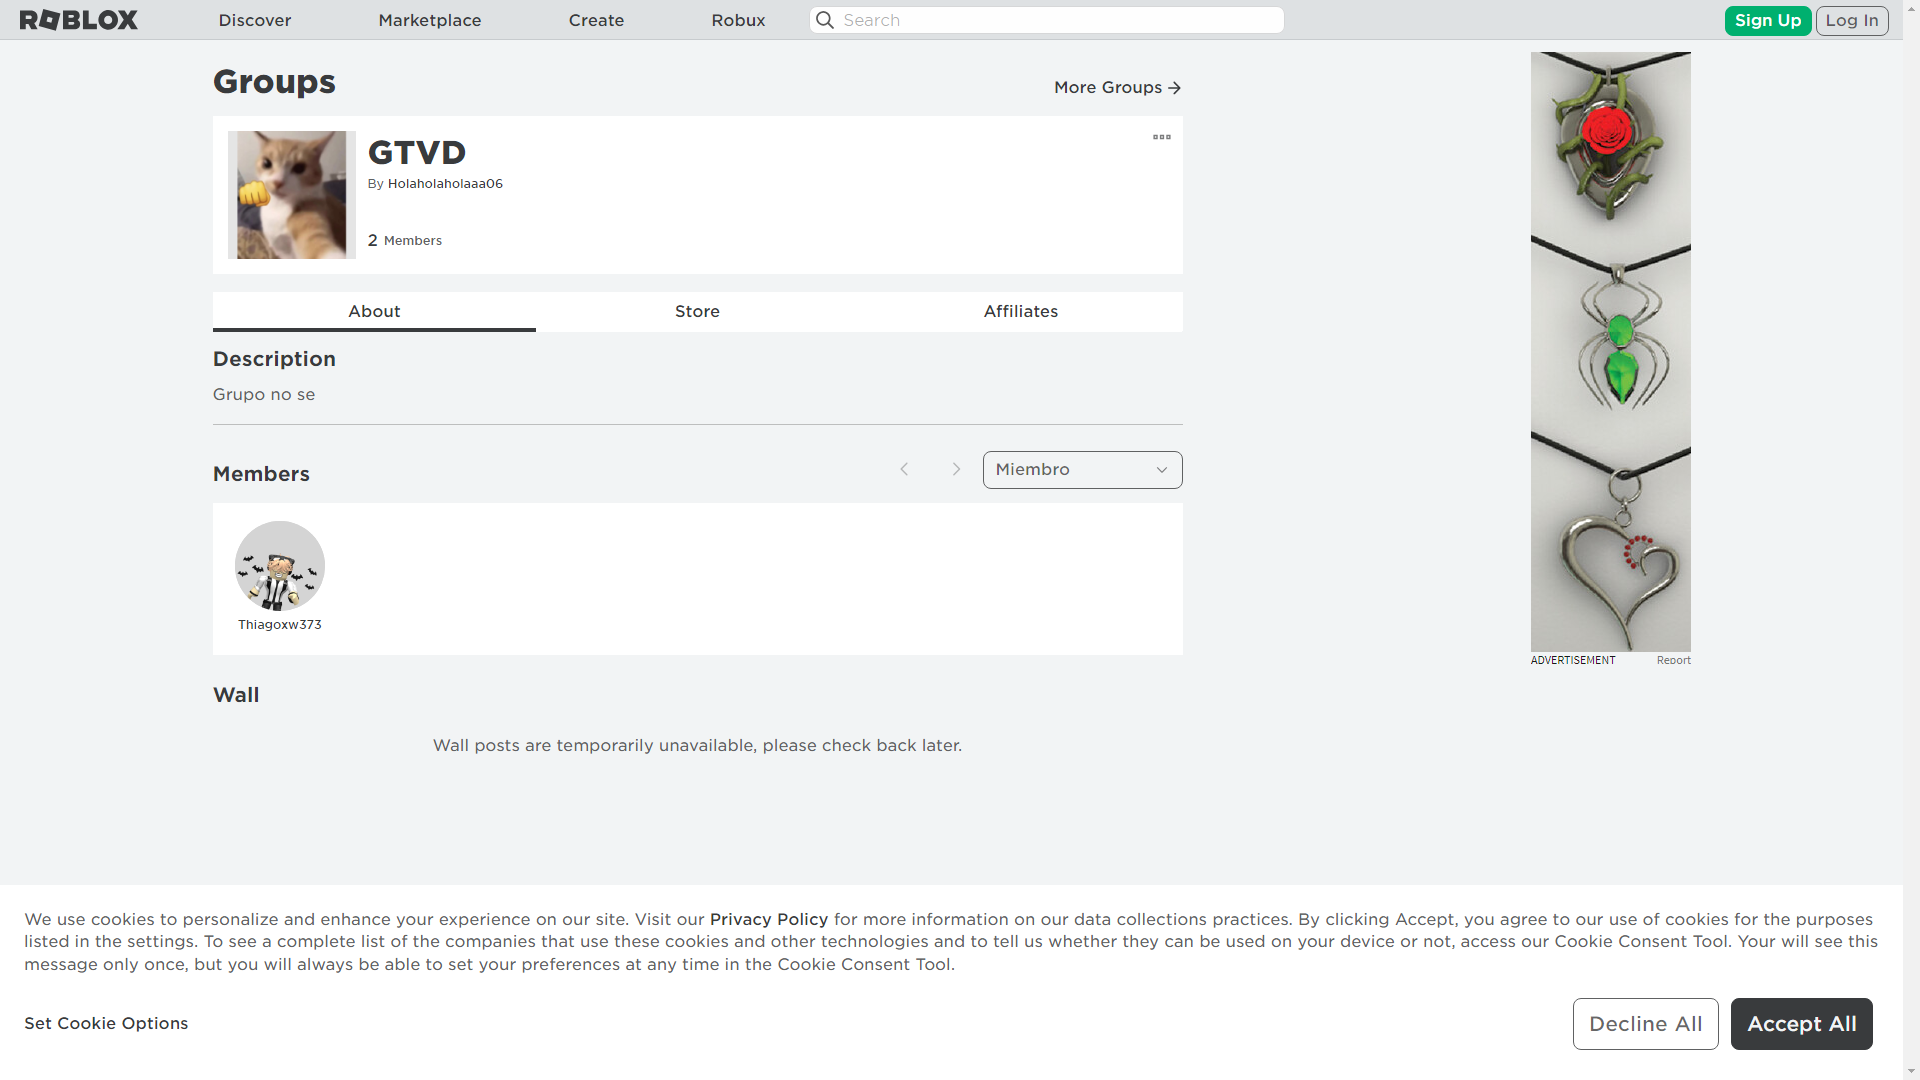 ROBLOX
Discover
Marketplace
Create
Robux
Search
Sign Up
Log In
Groups
More Groups
GTVD
By Holaholaholaaa06
2 Members
About
Store
Affiliates
Description
Grupo no se
Members
Miembro
Thiagoxw373
ADVERTISEMENT
Report
Wall
Wall posts are temporarily unavailable, please check back later.
We use cookies to personalize and enhance your experience on our site. Visit our Privacy Policy for more information on our data collections practices. By clicking Accept, you agree to our use of cookies for the purposes
listed in the settings. To see a complete list of the companies that use these cookies and other technologies and to tell us whether they can be used on your device or not, access our Cookie Consent Tool. Your will see this
message only once, but you will always be able to set your preferences at any time in the Cookie Consent Tool.
Set Cookie Options
Decline All
Accept All